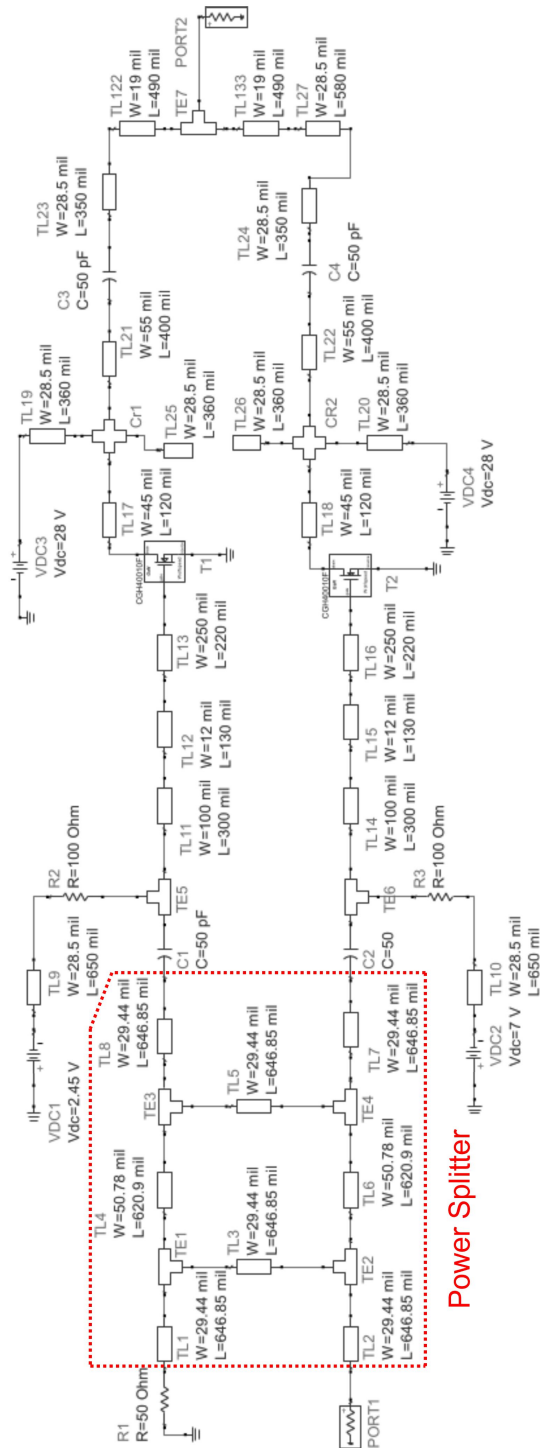 R1
R=50 Ohm
TL1
W=29.44 mil
L=646.85 mil
TE1
TL4
W=50.78 mil
L=620.9 mil
TE3
TL8
W=29.44 mil
L=646.85 mil
VDC1
Vdc=2.45 V
TL9
W=28.5 mil
L=650 mil
R2
R=100 Ohm
C1
C=50 pF
TE5
TL11
W=100 mil
L=300 mil
TL12
W=12 mil
L=130 mil
TL13
W=250 mil
L=220 mil
CGH40010F
T1
VDC3
Vdc=28 V
TL17
W=45 mil
L=120 mil
TL19
W=28.5 mil
L=360 mil
Cr1
TL25
W=28.5 mil
L=360 mil
TL21
W=55 mil
L=400 mil
C3
C=50 pF
TL23
W=28.5 mil
L=350 mil
TL122
W=19 mil
L=490 mil
TE7
PORT2
TL133
W=19 mil
L=490 mil
TL27
W=28.5 mil
L=580 mil
TL3
W=29.44 mil
L=646.85 mil
TL5
W=29.44 mil
L=646.85 mil
PORT1
TL2
W=29.44 mil
L=646.85 mil
TE2
TL6
W=50.78 mil
L=620.9 mil
TE4
TL7
W=29.44 mil
L=646.85 mil
C2
C=50
TE6
R3
R=100 Ohm
TL10
W=28.5 mil
L=650 mil
VDC2
Vdc=7 V
TL14
W=100 mil
L=300 mil
TL15
W=12 mil
L=130 mil
TL16
W=250 mil
L=220 mil
CGH40010F
T2
TL18
W=45 mil
L=120 mil
TL26
W=28.5 mil
L=360 mil
CR2
TL20
W=28.5 mil
L=360 mil
VDC4
Vdc=28 V
TL22
W=55 mil
L=400 mil
C4
C=50 pF
TL24
W=28.5 mil
L=350 mil
Power Splitter